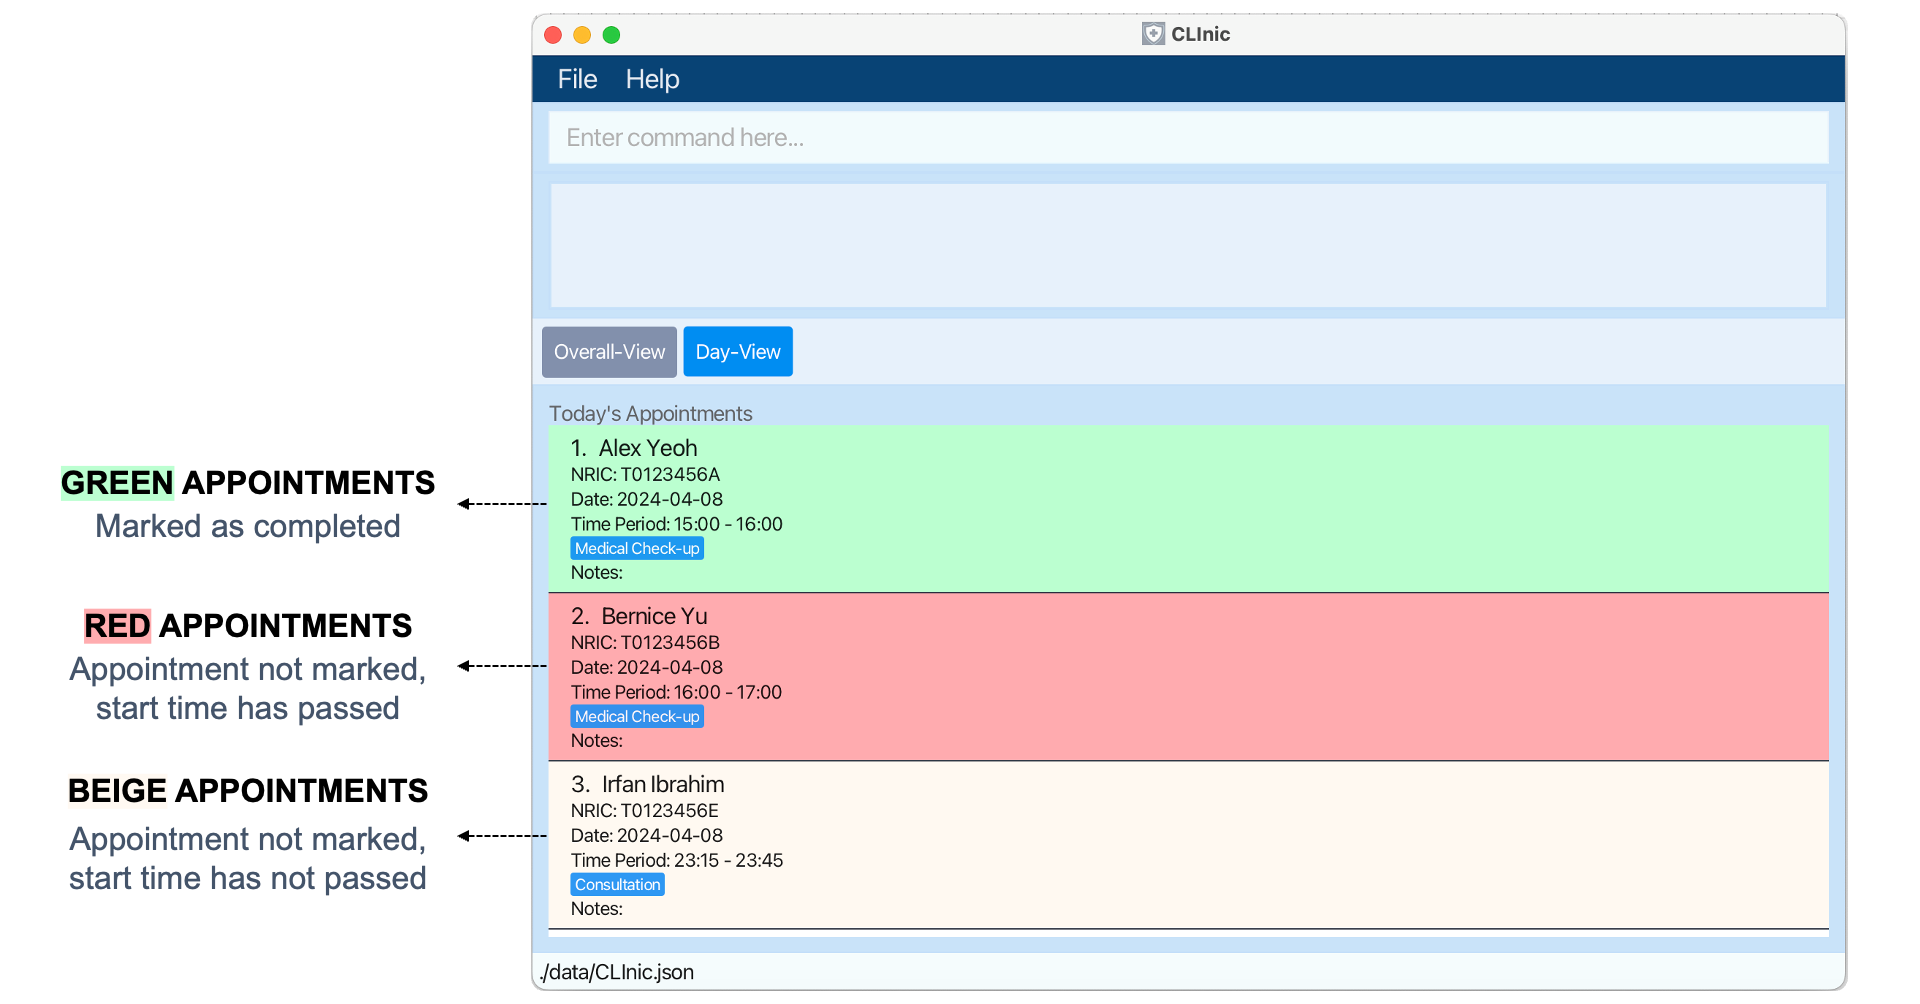 CLInic
File Help
Enter command here...
Overall-View Day-View
Today's Appointments
1. Alex Yeoh
NRIC: T0123456A
Date: 2024-04-08
Time Period: 15:00 - 16:00
Medical Check-up
Notes:
2. Bernice Yu
NRIC: T0123456B
Date: 2024-04-08
Time Period: 16:00 - 17:00
Medical Check-up
Notes:
3. Irfan Ibrahim
NRIC: T0123456E
Date: 2024-04-08
Time Period: 23:15 - 23:45
Consultation
Notes:
./data/CLInic.json
GREEN APPOINTMENTS
Marked as completed
RED APPOINTMENTS
Appointment not marked,
start time has passed
BEIGE APPOINTMENTS
Appointment not marked,
start time has not passed